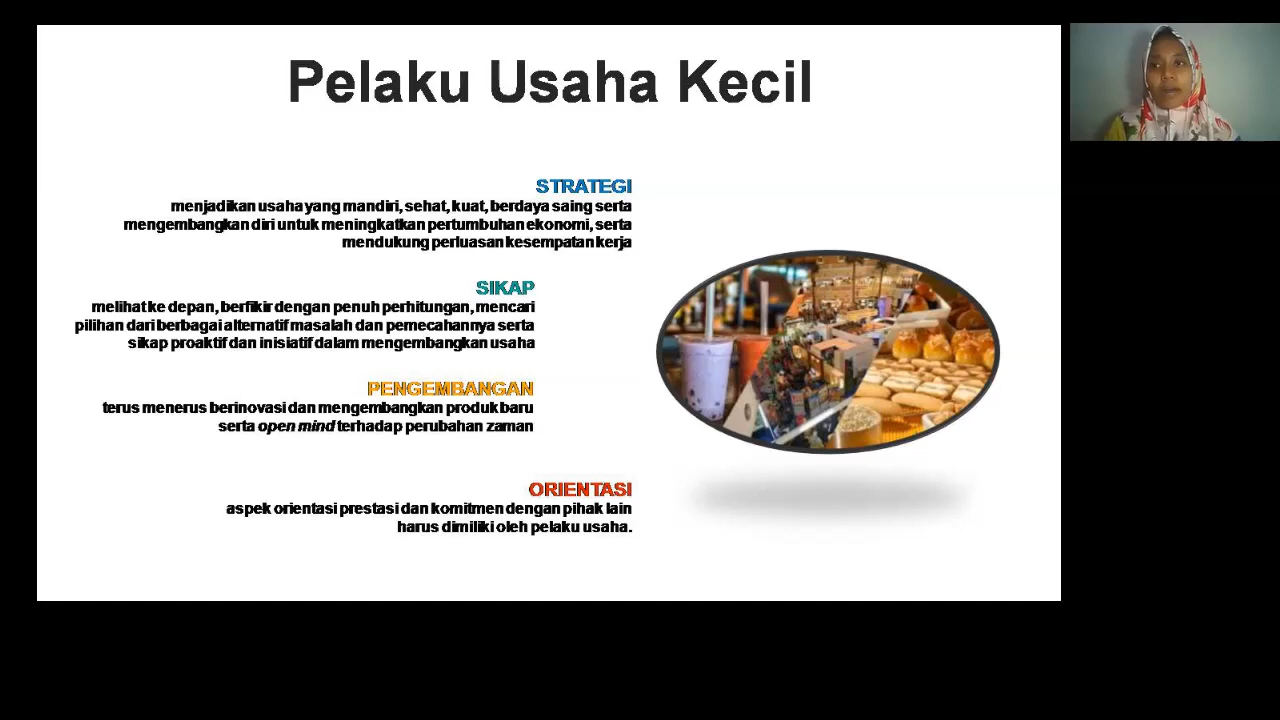 Pelaku Usaha Kecil
STRATEGI
menjadikan usaha yang mandiri, sehat, kuat, berdaya saing serta
mengembangkan diri untuk meningkatkan pertumbuhan ekonomi, serta
mendukung perluasan kesempatan kerja
SIKAP
melihat ke depan, berfikir dengan penuh perhitungan, mencari
pilihan dari berbagai alternatif masalah dan pemecahannya serta
sikap proaktif dan inisiatif dalam mengembangkan usaha
PENGEMBANGAN
terus menerus berinovasi dan mengembangkan produk baru
serta open mind terhadap perubahan zaman
ORIENTASI
aspek orientasi prestasi dan komitmen dengan pihak lain
harus dimiliki oleh pelaku usaha.